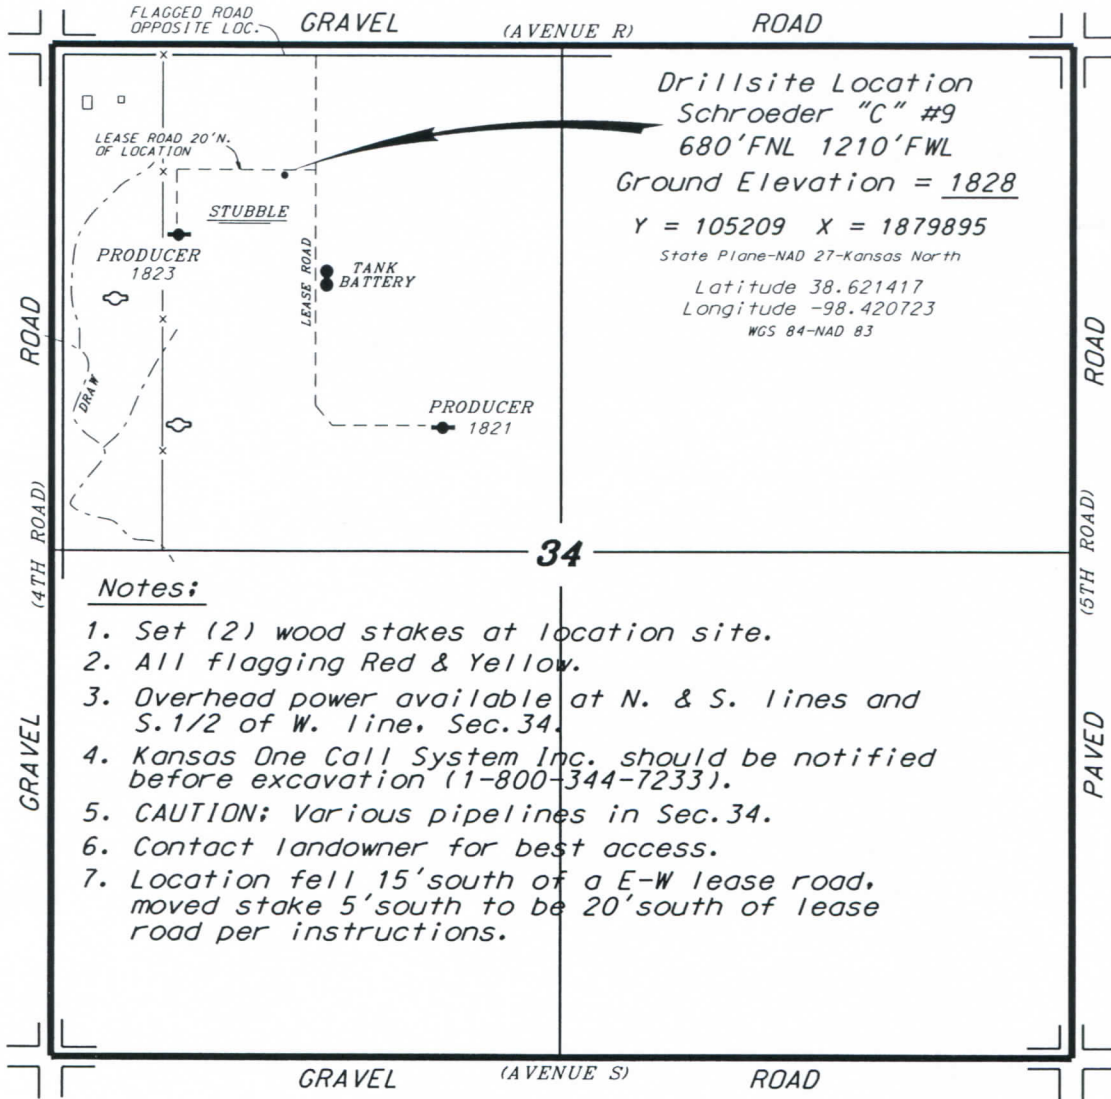 FLAGGED ROAD
OPPOSITE LOC.
GRAVEL (AVENUE R) ROAD
Drillsite Location
Schroeder "C" #9
680'FNL 1210'FWL
Ground Elevation = 1828
Y = 105209 X = 1879895
State Plane-NAD 27-Kansas North
Latitude 38.621417
Longitude -98.420723
WGS 84-NAD 83
LEASE ROAD 20'N.
OF LOCATION
STUBBLE
PRODUCER
1823
LEASE ROAD
TANK
BATTERY
DRAW
PRODUCER
1821
ROAD
(4TH ROAD)
GRAVEL
ROAD
(5TH ROAD)
PAVED
34
Notes:
1. Set (2) wood stakes at location site.
2. All flagging Red & Yellow.
3. Overhead power available at N. & S. lines and
S.1/2 of W. line, Sec.34.
4. Kansas One Call System Inc. should be notified
before excavation (1-800-344-7233).
5. CAUTION: Various pipelines in Sec.34.
6. Contact landowner for best access.
7. Location fell 15'south of a E-W lease road,
moved stake 5'south to be 20'south of lease
road per instructions.
GRAVEL (AVENUE S) ROAD